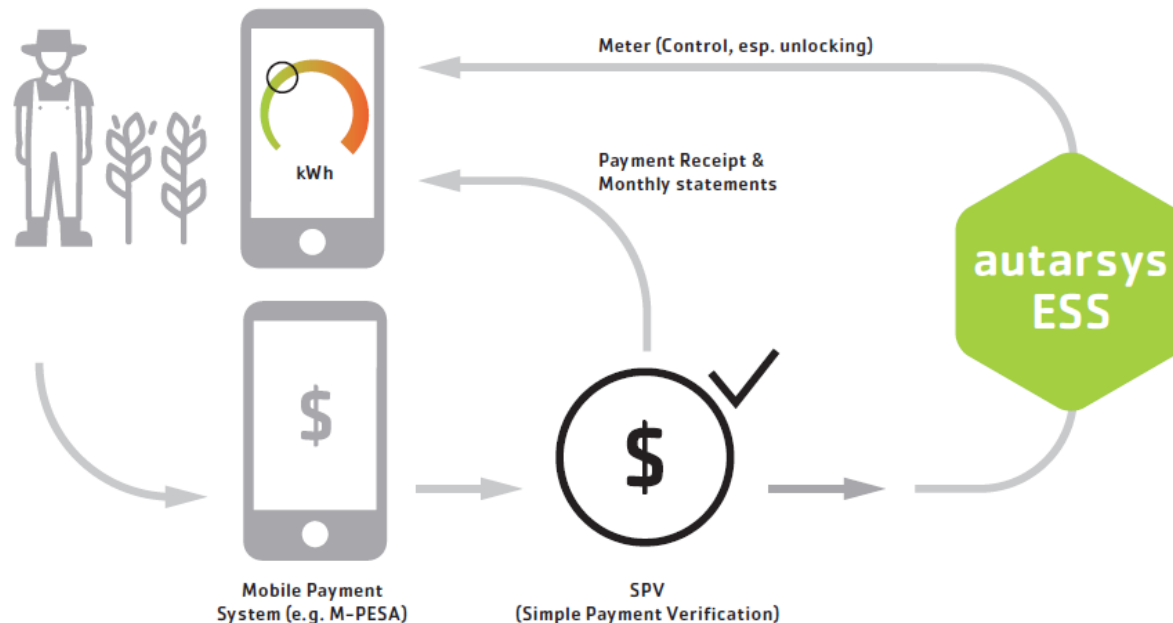 Meter (Control, esp. unlocking)
kWh
Payment Receipt &
Monthly statements
autarsys
ESS
$
$
Mobile Payment
System (e.g. M-PESA)
SPV
(Simple Payment Verification)